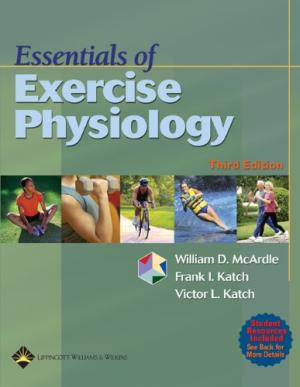 Essentials of
Exercise
Physiology
Third Edition
William D. McArdle
Frank I. Katch
Victor L. Katch
Student
Resources
Included
See Back for
More Details
LIPPINCOTT WILLIAMS & WILKINS